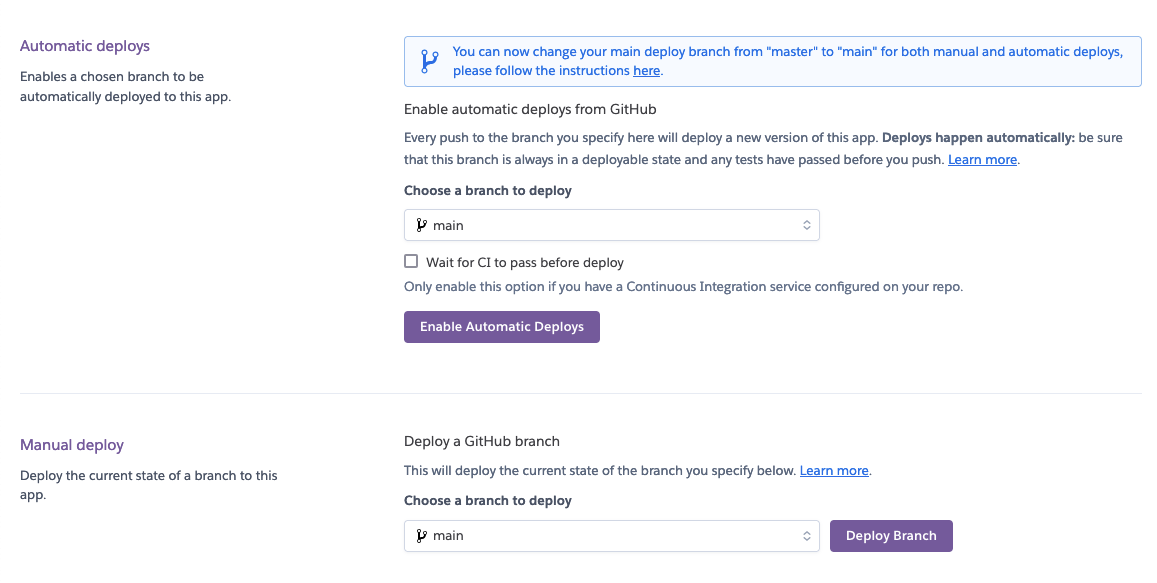 Automatic deploys
Enables a chosen branch to be
automatically deployed to this app.
You can now change your main deploy branch from "master" to "main" for both manual and automatic deploys,
please follow the instructions here.
Enable automatic deploys from GitHub
Every push to the branch you specify here will deploy a new version of this app. Deploys happen automatically: be sure
that this branch is always in a deployable state and any tests have passed before you push. Learn more.
Choose a branch to deploy
main
Wait for CI to pass before deploy
Only enable this option if you have a Continuous Integration service configured on your repo.
Enable Automatic Deploys
Manual deploy
Deploy the current state of a branch to this
app.
Deploy a GitHub branch
This will deploy the current state of the branch you specify below. Learn more.
Choose a branch to deploy
main
Deploy Branch